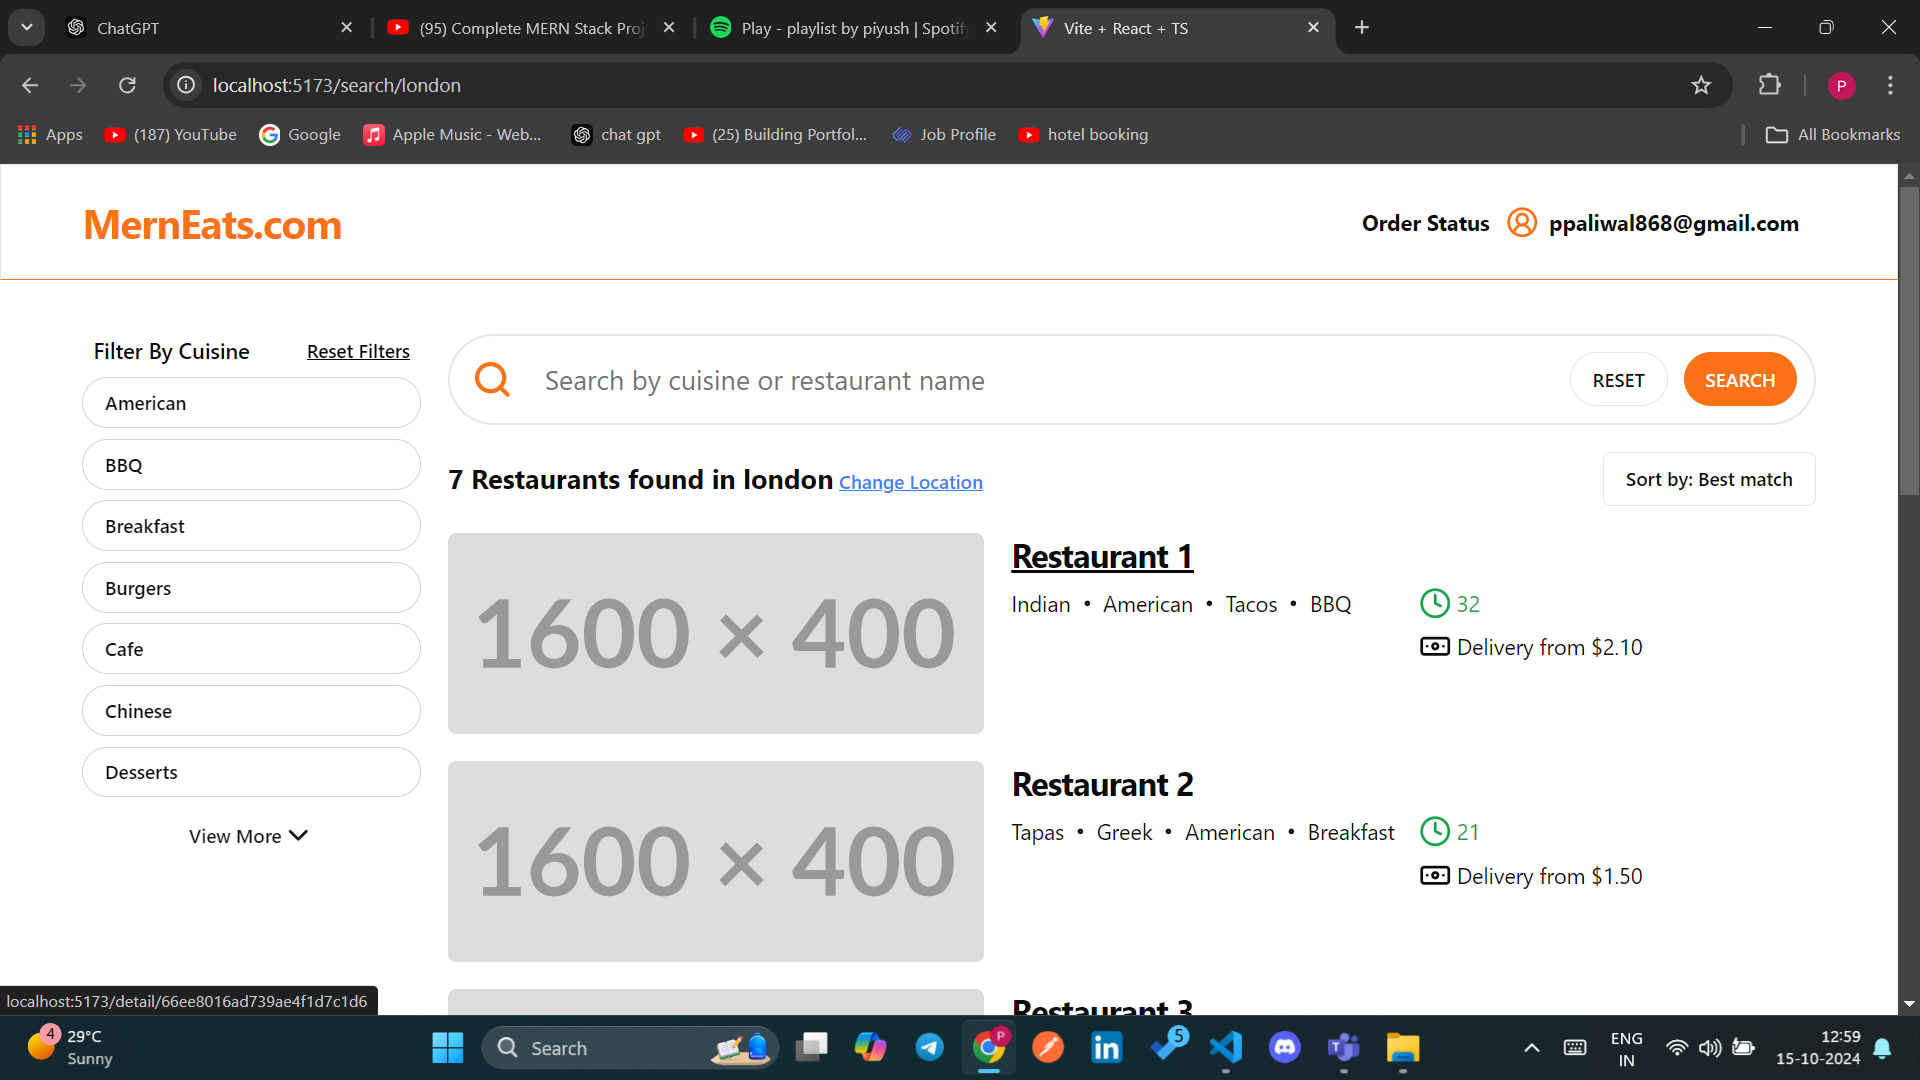 ChatGPT
(95) Complete MERN Stack Proj
Play - playlist by piyush | Spotify
Vite + React + TS
localhost:5173/search/london
P
Apps
(187) YouTube
Google
Apple Music - Web...
chat gpt
(25) Building Portfol...
Job Profile
hotel booking
All Bookmarks
MernEats.com
Order Status
ppaliwal868@gmail.com
Filter By Cuisine
Reset Filters
American
BBQ
Breakfast
Burgers
Cafe
Chinese
Desserts
View More
Search by cuisine or restaurant name
RESET
SEARCH
7 Restaurants found in london Change Location
Sort by: Best match
1600 × 400
Restaurant 1
Indian • American • Tacos • BBQ
32
Delivery from $2.10
1600 × 400
Restaurant 2
Tapas • Greek • American • Breakfast
21
Delivery from $1.50
Restaurant 3
localhost:5173/detail/66ee8016ad739ae4f1d7c1d6
4
29°C
Sunny
Search
P
in
5
ENG
IN
12:59
15-10-2024